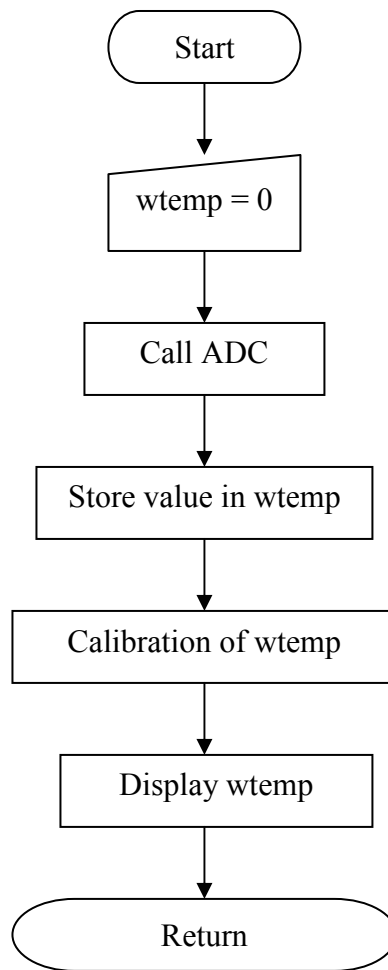 Start
wtemp = 0
Call ADC
Store value in wtemp
Calibration of wtemp
Display wtemp
Return